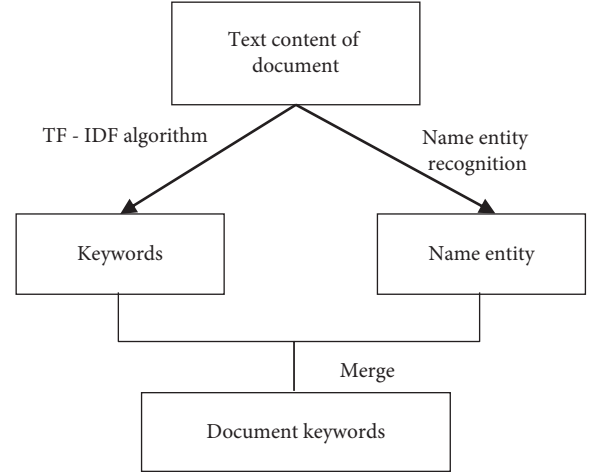 Text content of
document
TF - IDF algorithm
Name entity
recognition
Keywords
Name entity
Merge
Document keywords